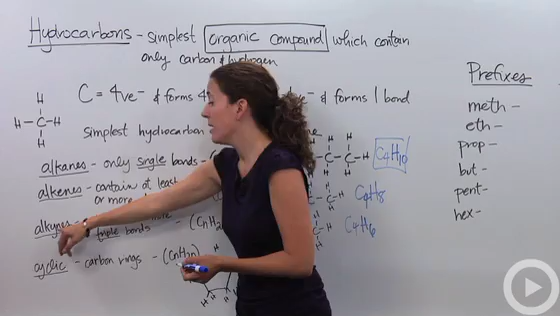 Hydrocarbons - simplest organic compound which contain
only carbon & hydrogen
C = 4ve⁻ & forms 4 & forms 1 bond
H
H-C-H
H
simplest hydrocarbon
alkanes - only single bonds -
C-C-H C4H10
alkenes - contain at least
or more C4H8
alkynes triple bonds - (CnH2 C4H6
cyclic - carbon rings - (CnH2n)
Prefixes
meth -
eth -
prop -
but -
pent -
hex -